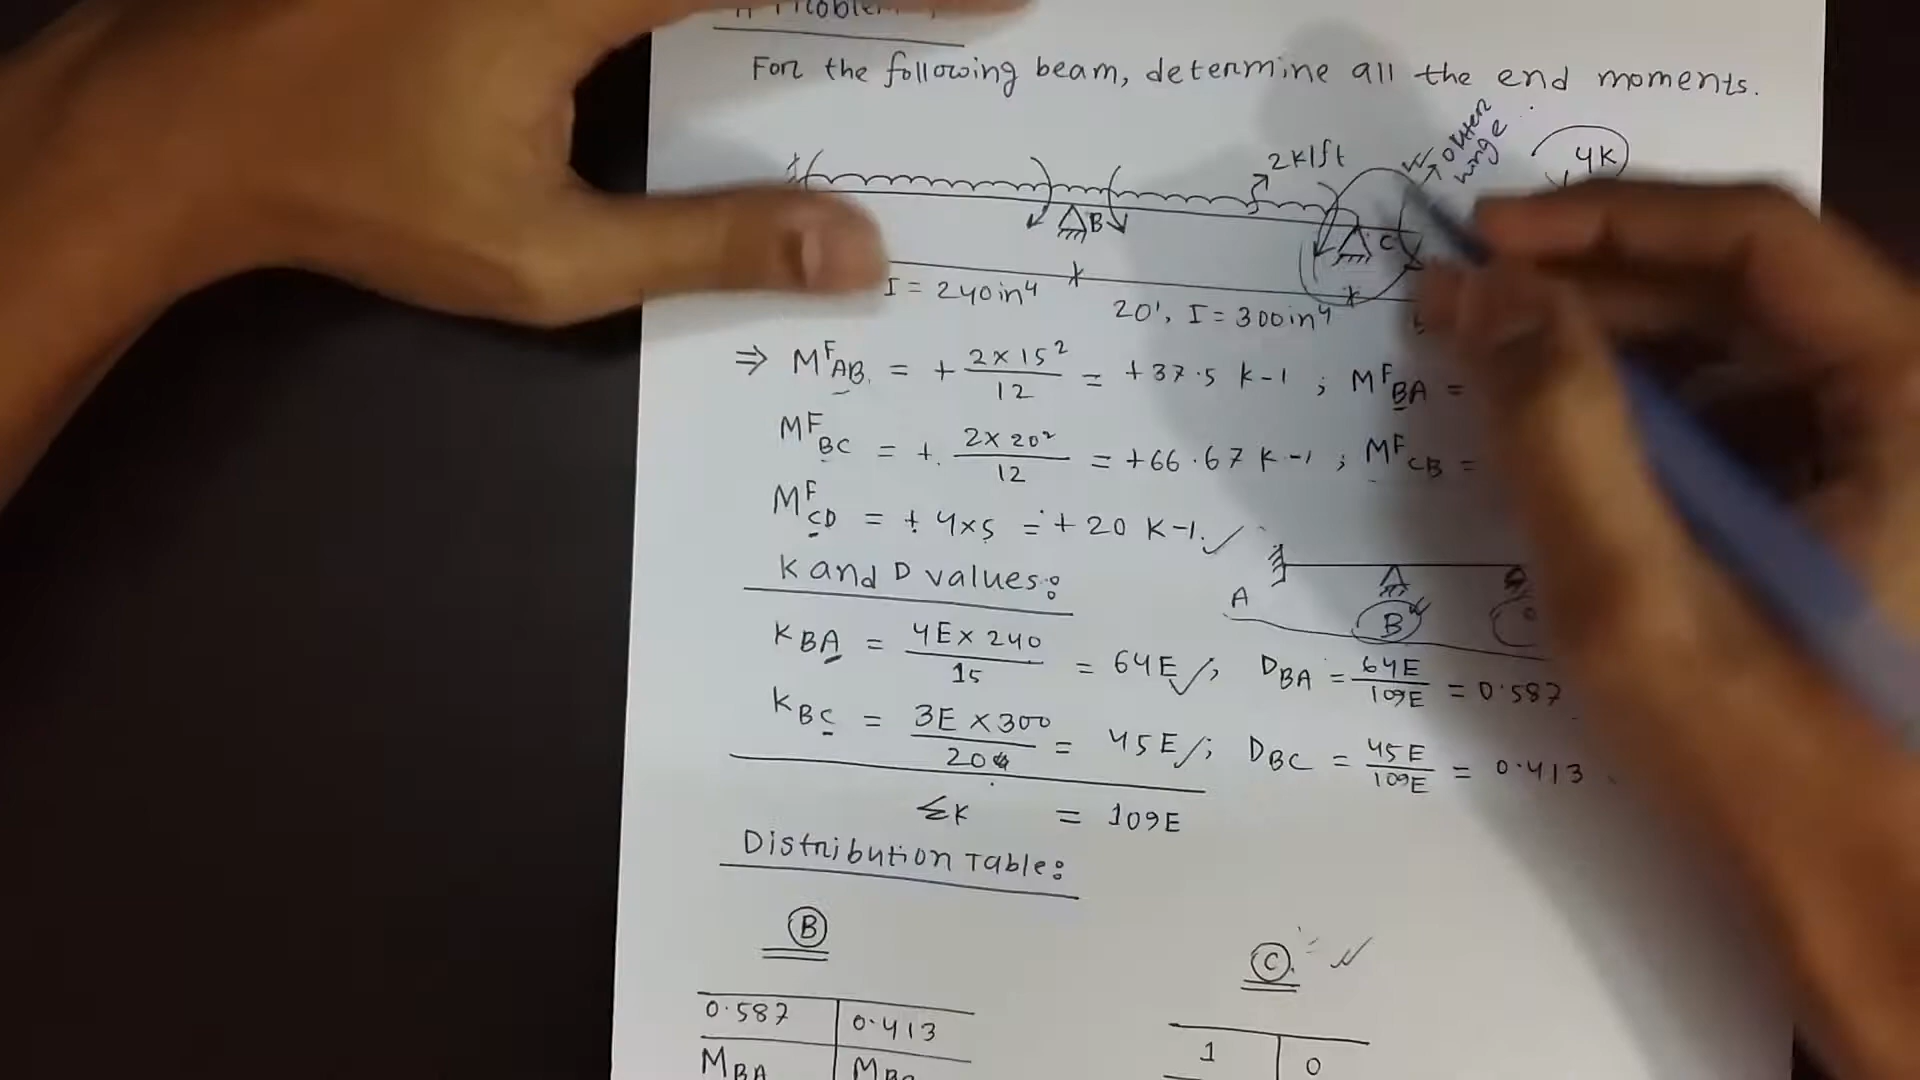 For the following beam, determine all the end moments.
outer hinge
4K
2k/ft
B
C
I = 240in⁴
20', I = 300in⁴
⇒ Mᶠ_AB = + 2×15²/12 = +37.5 k-1 ; Mᶠ_BA =
Mᶠ_BC = + 2×20²/12 = +66.67 K-1 ; Mᶠ_CB =
Mᶠ_CD = + 4×5 = +20 K-1
A
B
K and D values:
K_BA = 4E×240/15 = 64E ; D_BA = 64E/109E = 0.587
K_BC = 3E×300/20 = 45E ; D_BC = 45E/109E = 0.413
ΣK = 109E
Distribution Table:
B
C
0.587 0.413
1 0
M_BA